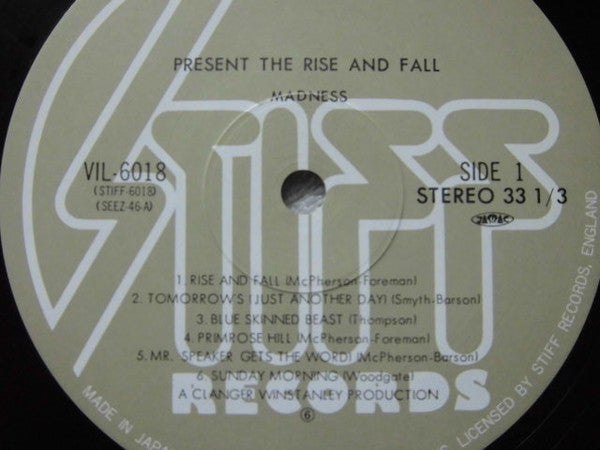 PRESENT THE RISE AND FALL
MADNESS
STIFF
RECORDS
VIL-6018
(STIFF-6018)
(SEEZ-46-A)
SIDE 1
STEREO 33 1/3
1. RISE AND FALL (McPherson-Foreman)
2. TOMORROW'S (JUST ANOTHER DAY) (Smyth-Barson)
3. BLUE SKINNED BEAST (Thompson)
4. PRIMROSE HILL (McPherson-Foreman)
5. MR. SPEAKER GETS THE WORD) (McPherson-Barson)
6. SUNDAY MORNING (Woodgate)
A CLANGER WINSTANLEY PRODUCTION
6
MADE IN JAPA
LICENSED BY STIFF RECORDS, ENGLAND